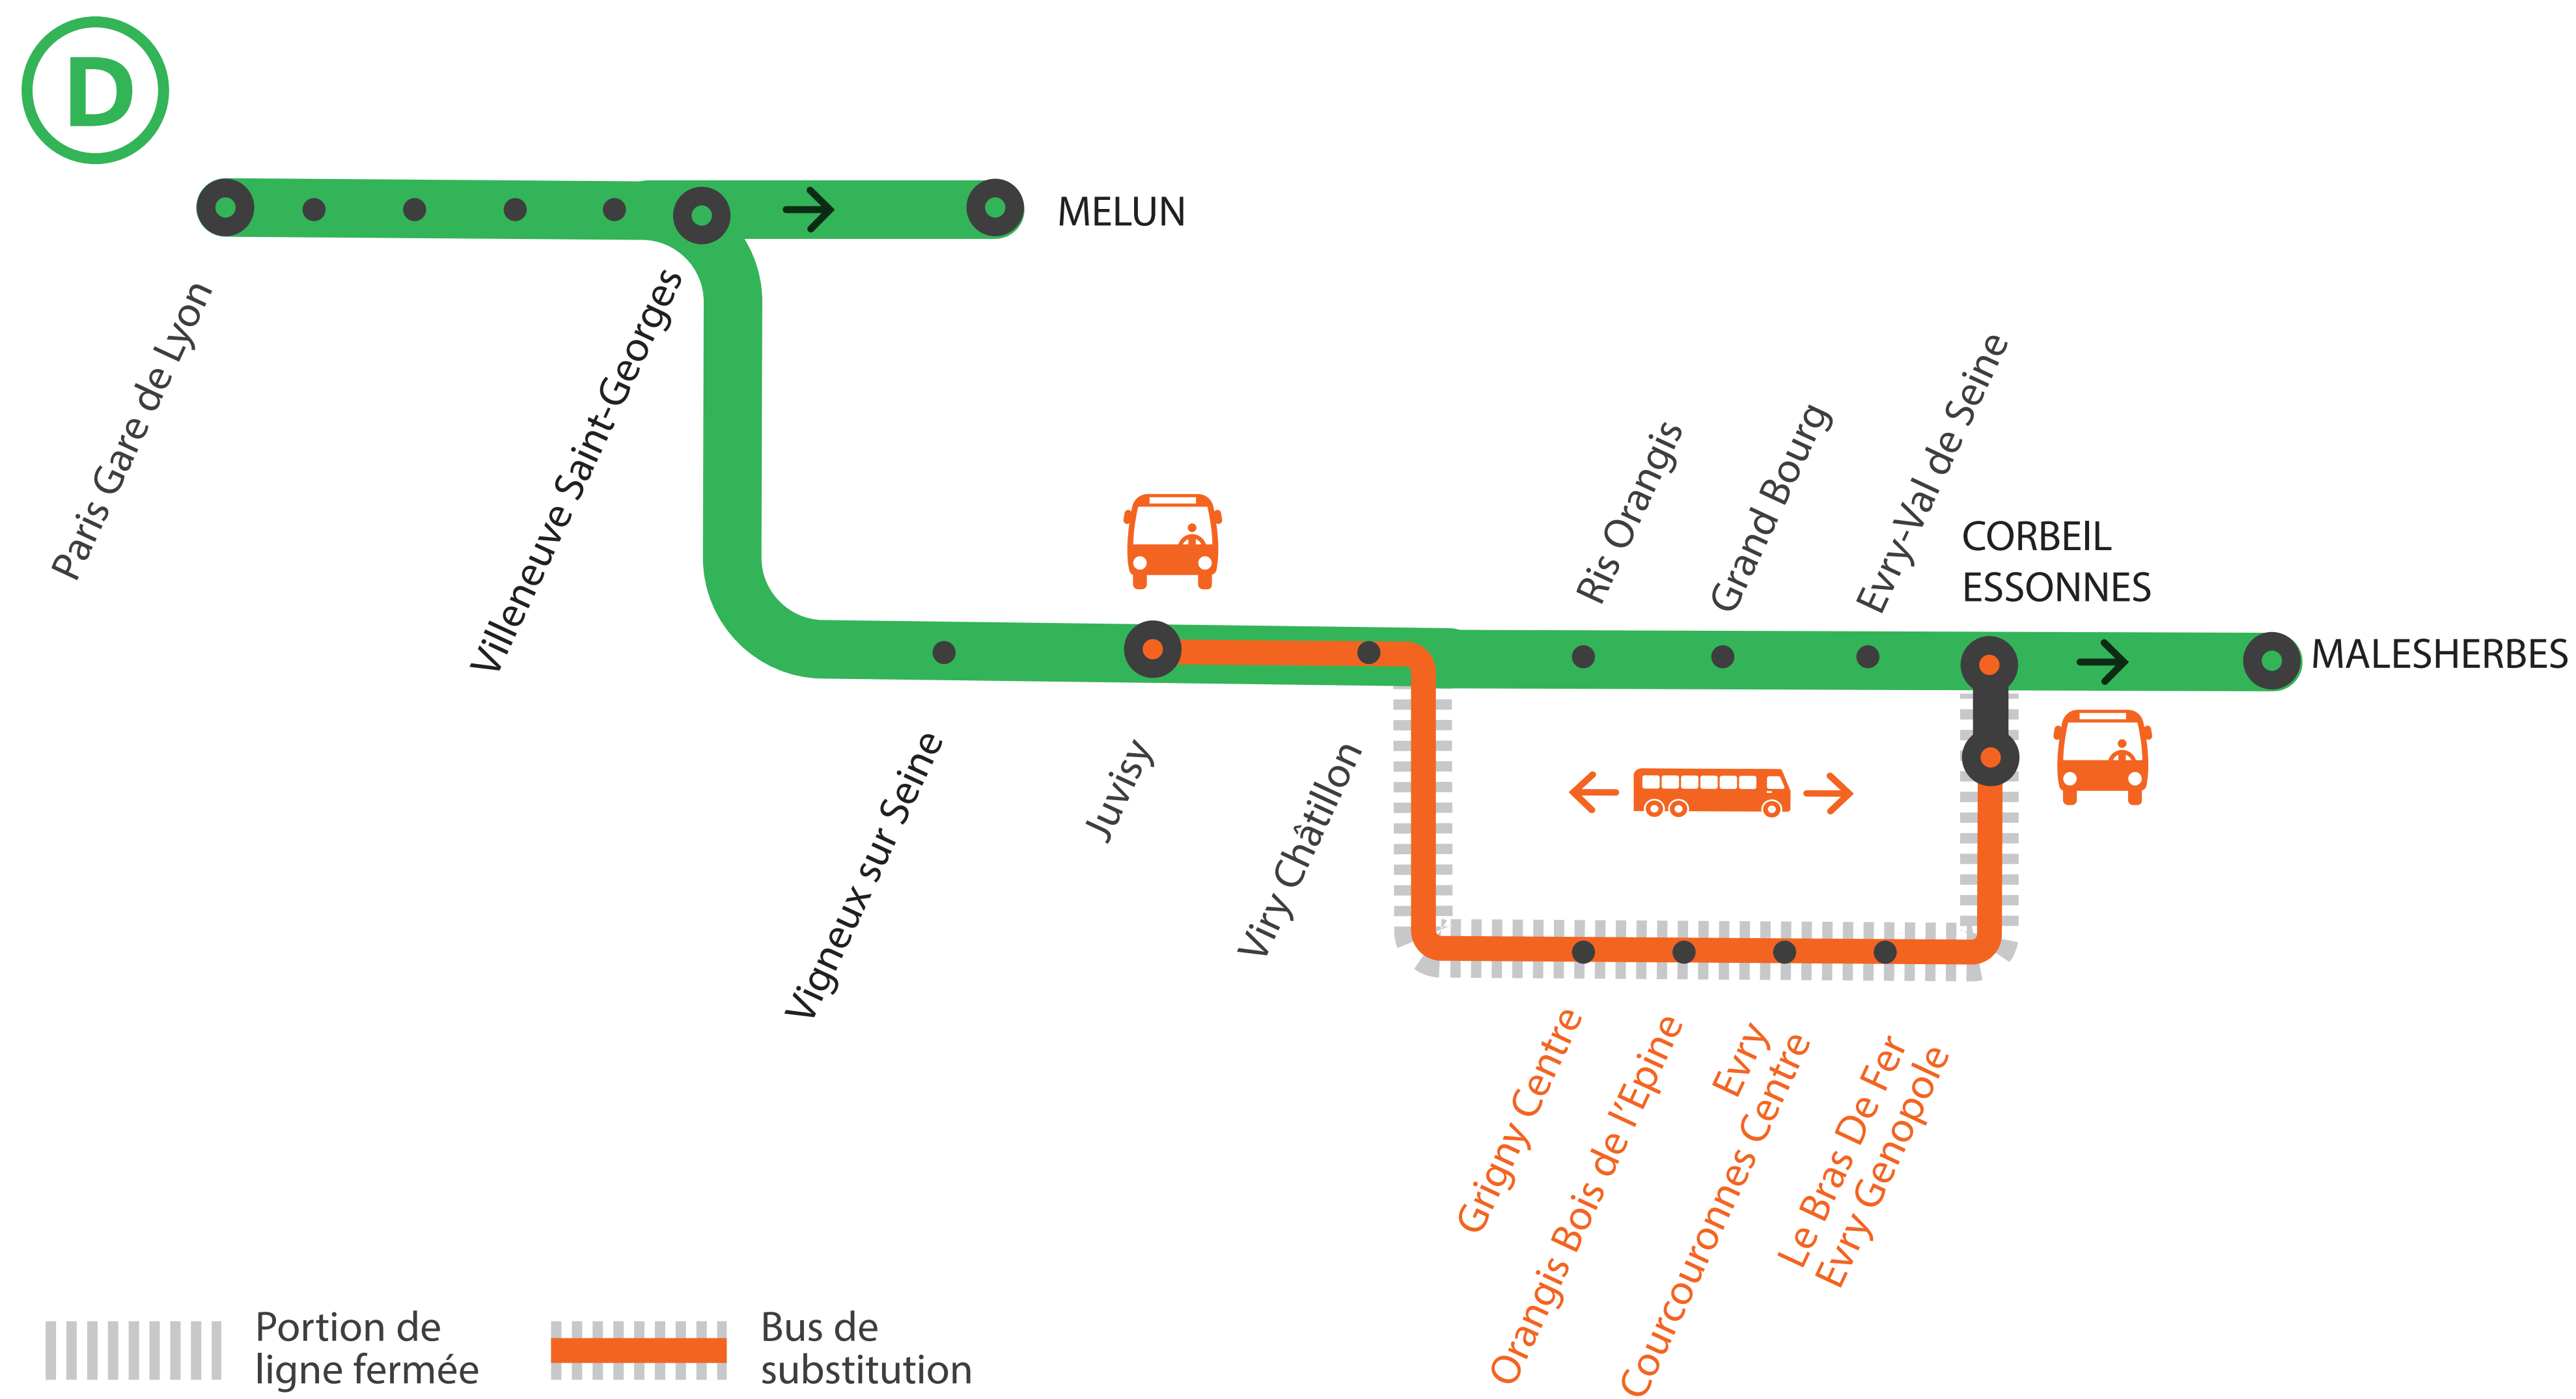 D
MELUN
Paris Gare de Lyon
Villeneuve Saint-Georges
Vigneux sur Seine
Juvisy
Viry Châtillon
Ris Orangis
Grand Bourg
Evry-Val de Seine
CORBEIL
ESSONNES
MALESHERBES
Grigny Centre
Orangis Bois de l'Epine
Evry
Courcouronnes Centre
Le Bras De Fer
Evry Genopole
Portion de
ligne fermée
Bus de
substitution